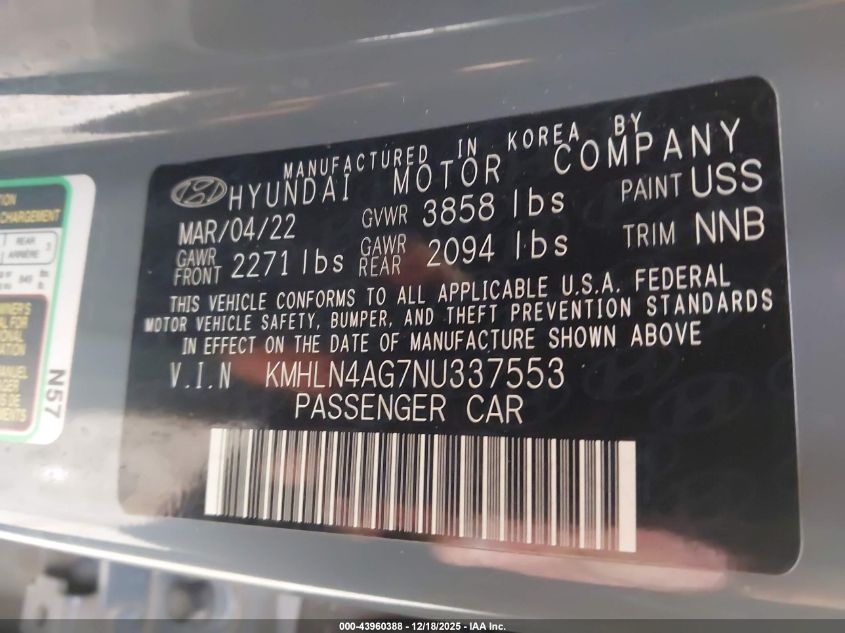 MANUFACTURED IN KOREA BY
HYUNDAI MOTOR COMPANY
MAR/04/22 GVWR 3858 lbs PAINT USS
GAWR FRONT 2271 lbs GAWR REAR 2094 lbs TRIM NNB
THIS VEHICLE CONFORMS TO ALL APPLICABLE U.S.A. FEDERAL
MOTOR VEHICLE SAFETY, BUMPER, AND THEFT PREVENTION STANDARDS
IN EFFECT ON THE DATE OF MANUFACTURE SHOWN ABOVE
V.I.N KMHLN4AG7NU337553
PASSENGER CAR
CHARGEMENT
REAR
ARRIÈRE
N57
000-43960388 - 12/18/2025 - IAA Inc.